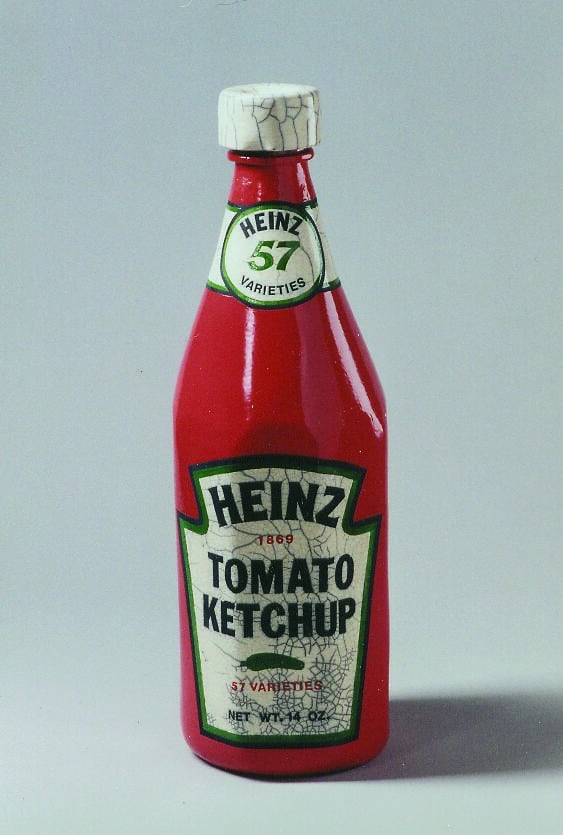 HEINZ
57
VARIETIES
HEINZ
1869
TOMATO
KETCHUP
57 VARIETIES
NET WT. 14 OZ.